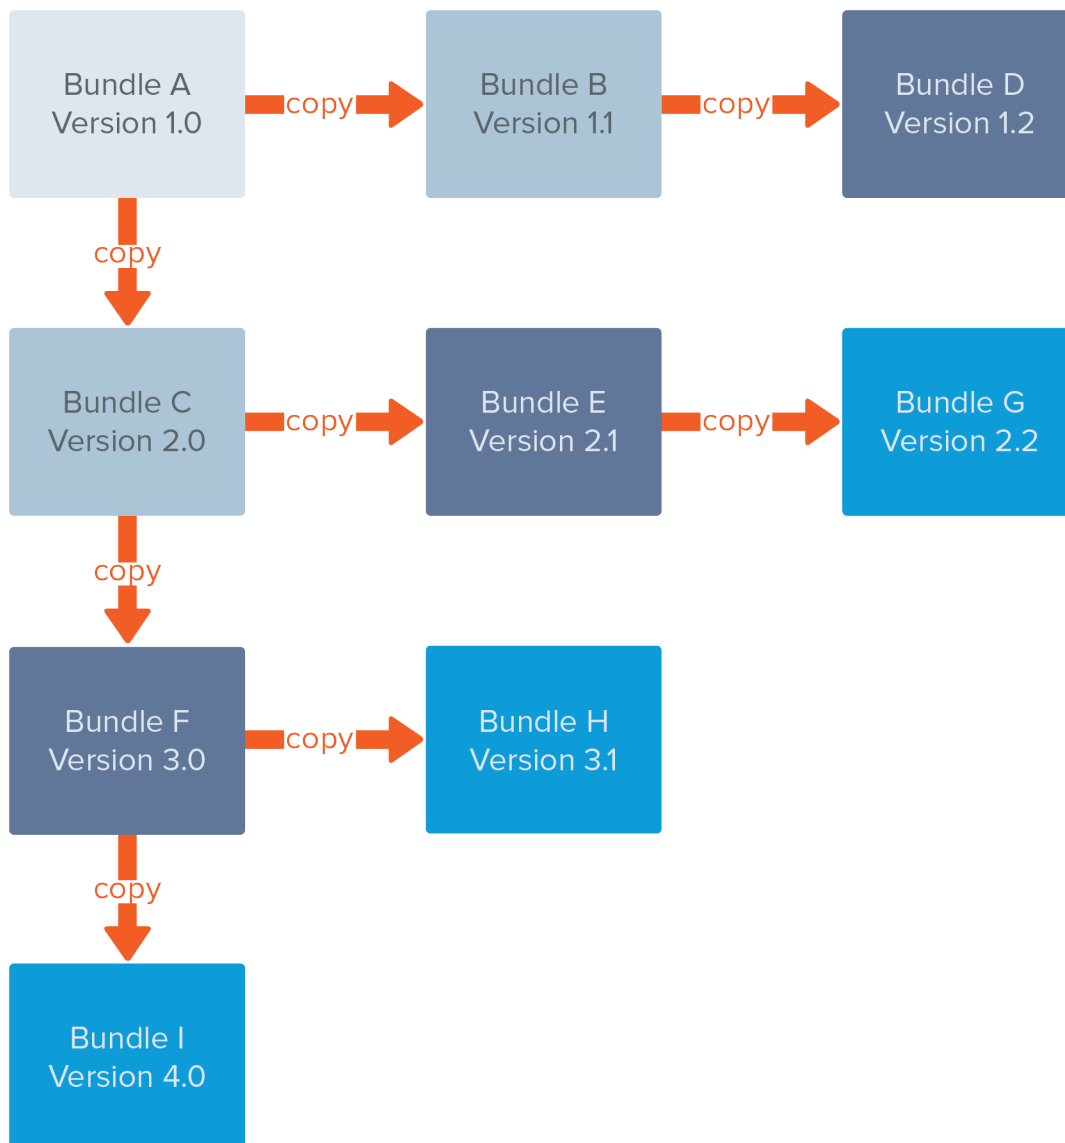 Bundle A
Version 1.0
copy
Bundle B
Version 1.1
copy
Bundle D
Version 1.2
copy
Bundle C
Version 2.0
copy
Bundle E
Version 2.1
copy
Bundle G
Version 2.2
copy
Bundle F
Version 3.0
copy
Bundle H
Version 3.1
copy
Bundle I
Version 4.0